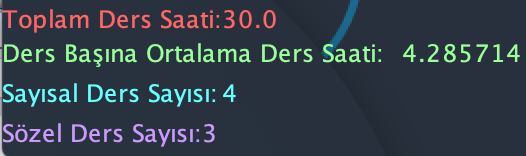 Toplam Ders Saati:30.0
Ders Başına Ortalama Ders Saati: 4.285714
Sayısal Ders Sayısı: 4
Sözel Ders Sayısı:3